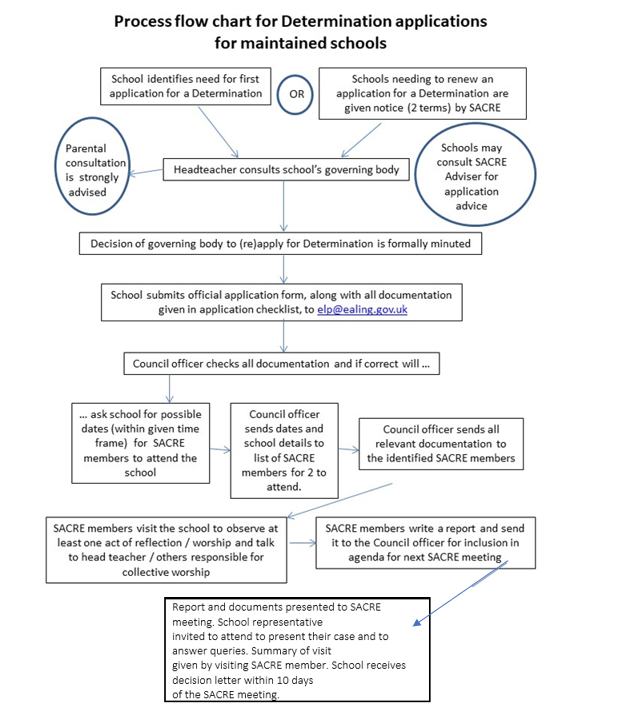 Process flow chart for Determination applications
for maintained schools
School identifies need for first
application for a Determination
OR
Schools needing to renew an
application for a Determination are
given notice (2 terms) by SACRE
Parental
consultation
is strongly
advised
Headteacher consults school's governing body
Schools may
consult SACRE
Adviser for
application
advice
Decision of governing body to (re)apply for Determination is formally minuted
School submits official application form, along with all documentation
given in application checklist, to elp@ealing.gov.uk
Council officer checks all documentation and if correct will ...
... ask school for possible
dates (within given time
frame) for SACRE
members to attend the
school
Council officer
sends dates and
school details to
list of SACRE
members for 2 to
attend.
Council officer sends all
relevant documentation to
the identified SACRE members
SACRE members visit the school to observe at
least one act of reflection / worship and talk
to head teacher / others responsible for
collective worship
SACRE members write a report and send
it to the Council officer for inclusion in
agenda for next SACRE meeting
Report and documents presented to SACRE
meeting. School representative
invited to attend to present their case and to
answer queries. Summary of visit
given by visiting SACRE member. School receives
decision letter within 10 days
of the SACRE meeting.